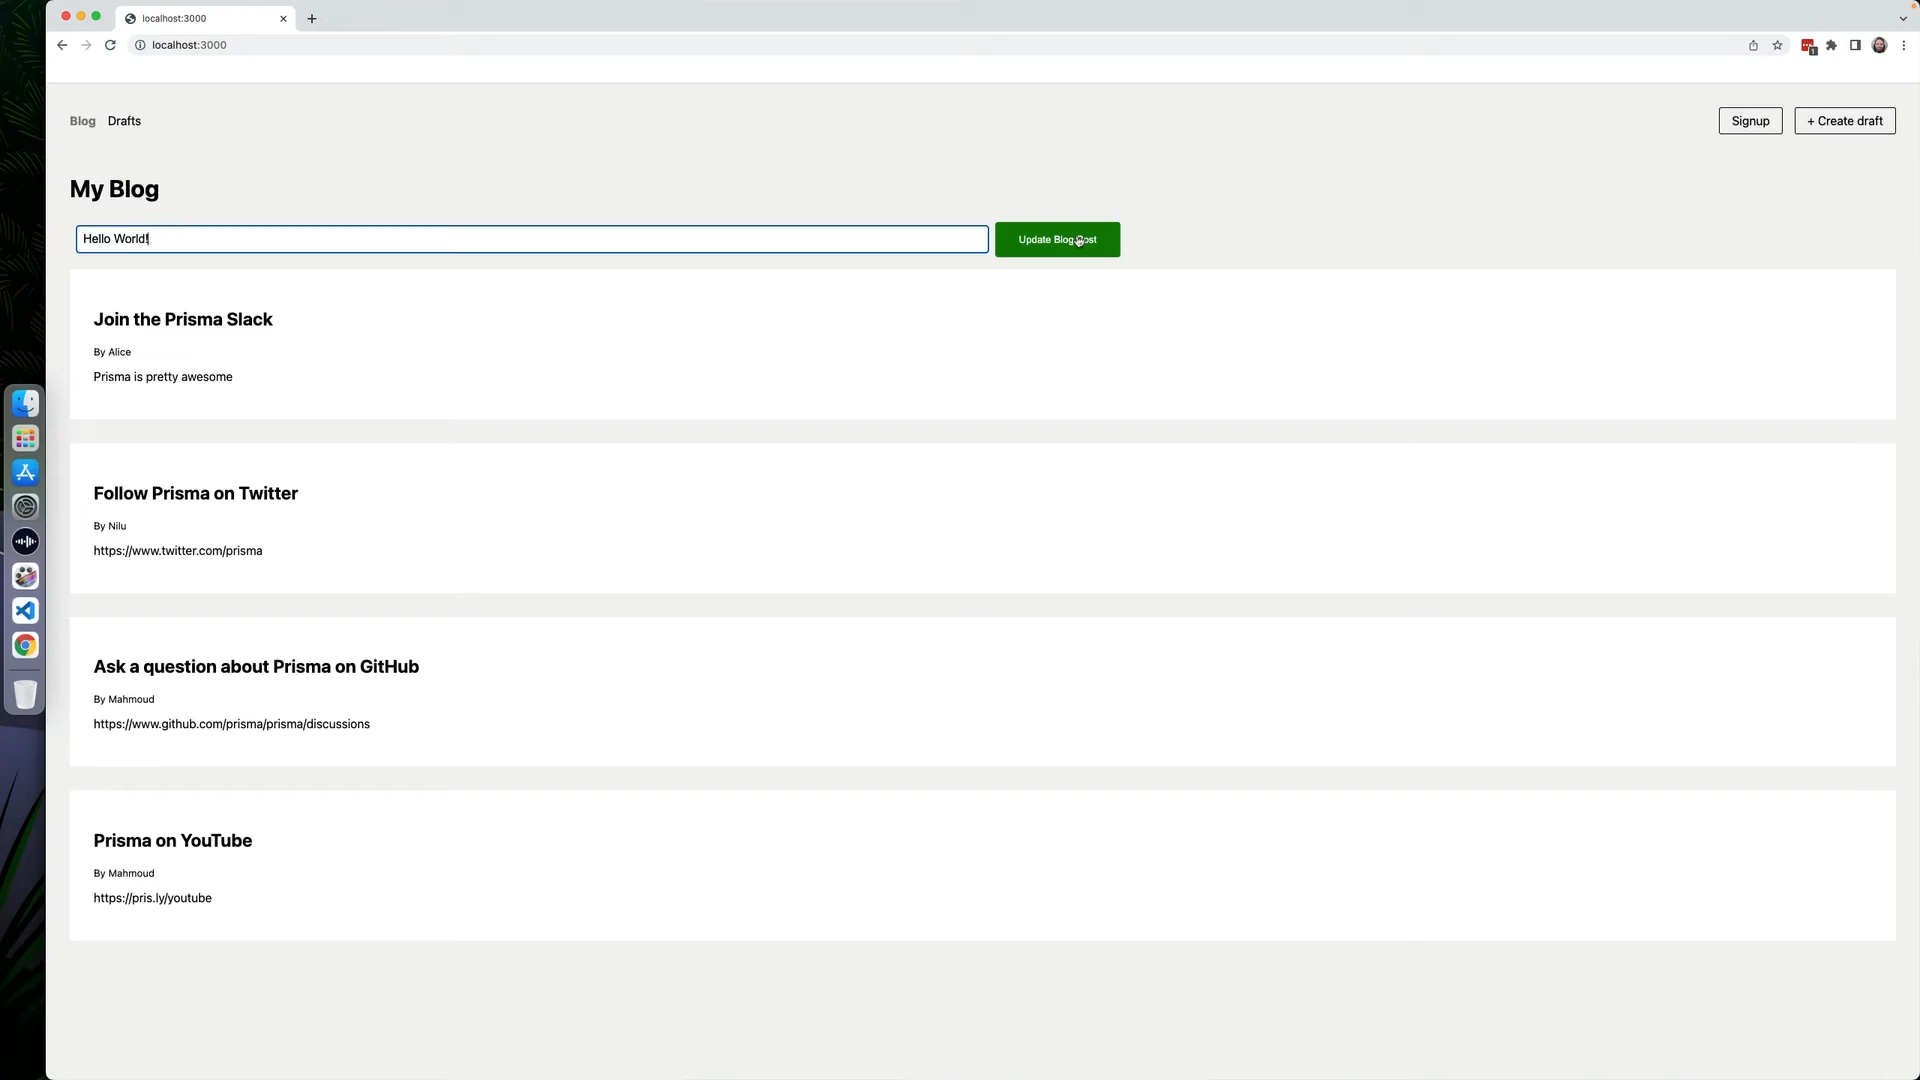 localhost:3000
localhost:3000
1
Blog Drafts Signup + Create draft
My Blog
Hello World! Update Blog Post
Join the Prisma Slack
By Alice
Prisma is pretty awesome
Follow Prisma on Twitter
By Nilu
https://www.twitter.com/prisma
Ask a question about Prisma on GitHub
By Mahmoud
https://www.github.com/prisma/prisma/discussions
Prisma on YouTube
By Mahmoud
https://pris.ly/youtube